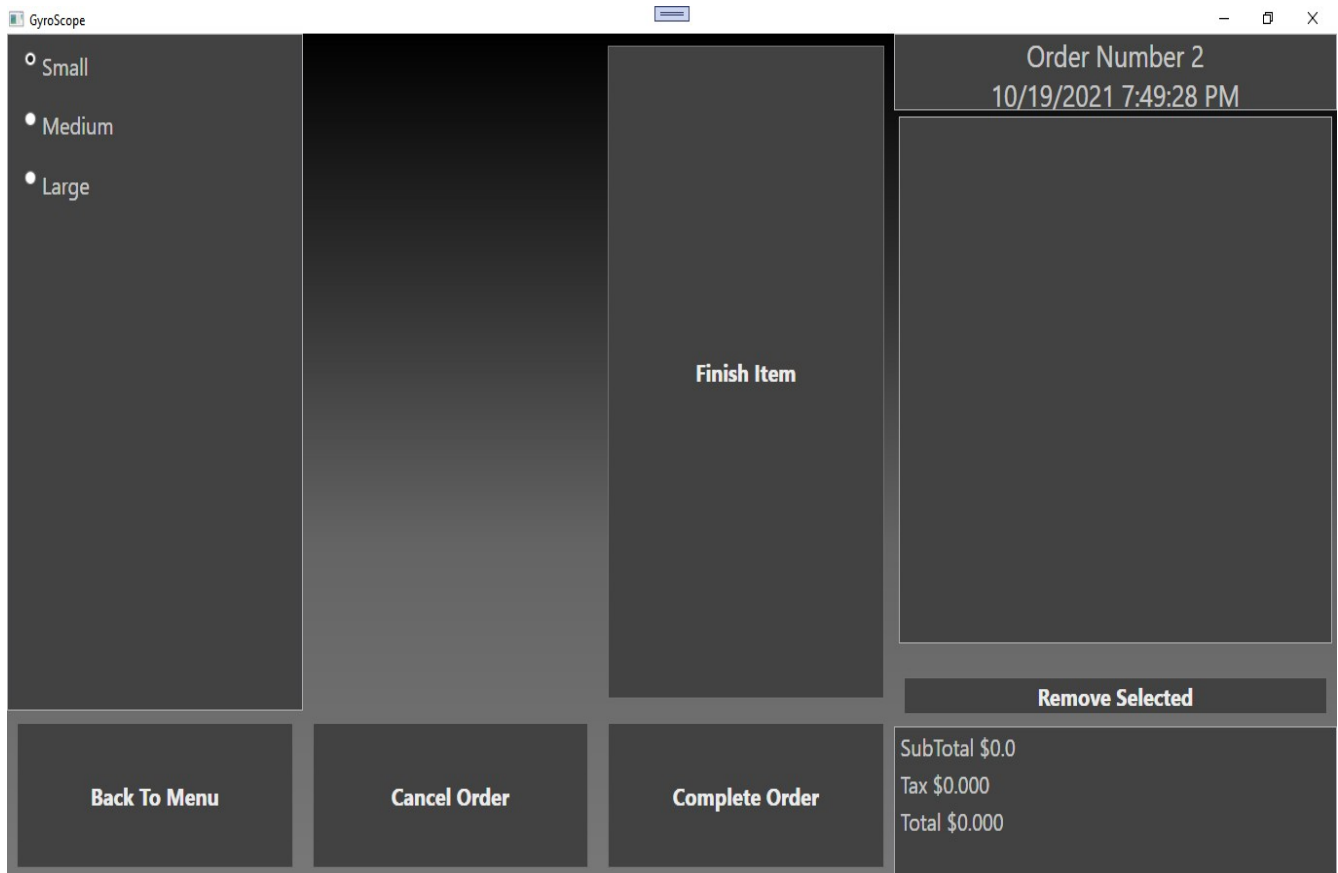 GyroScope
Small
Medium
Large
Finish Item
Order Number 2
10/19/2021 7:49:28 PM
Remove Selected
SubTotal $0.0
Tax $0.000
Total $0.000
Back To Menu
Cancel Order
Complete Order